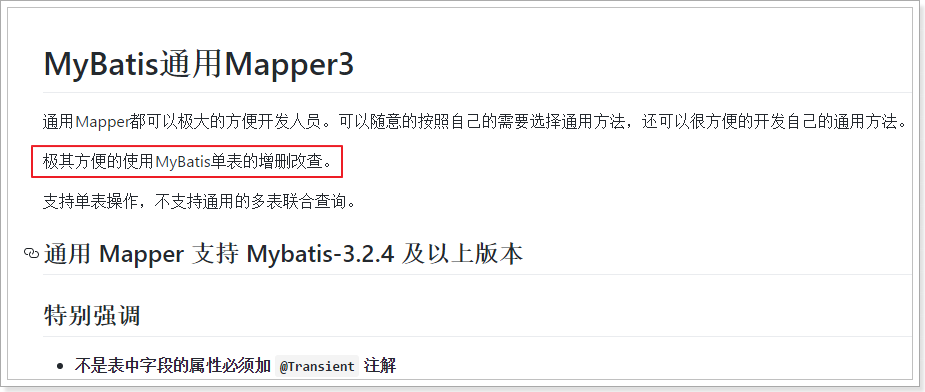 MyBatis通用Mapper3
通用Mapper都可以极大的方便开发人员。可以随意的按照自己的需要选择通用方法，还可以很方便的开发自己的通用方法。
极其方便的使用MyBatis单表的增删改查。
支持单表操作，不支持通用的多表联合查询。
通用 Mapper 支持 Mybatis-3.2.4 及以上版本
特别强调
• 不是表中字段的属性必须加 @Transient 注解